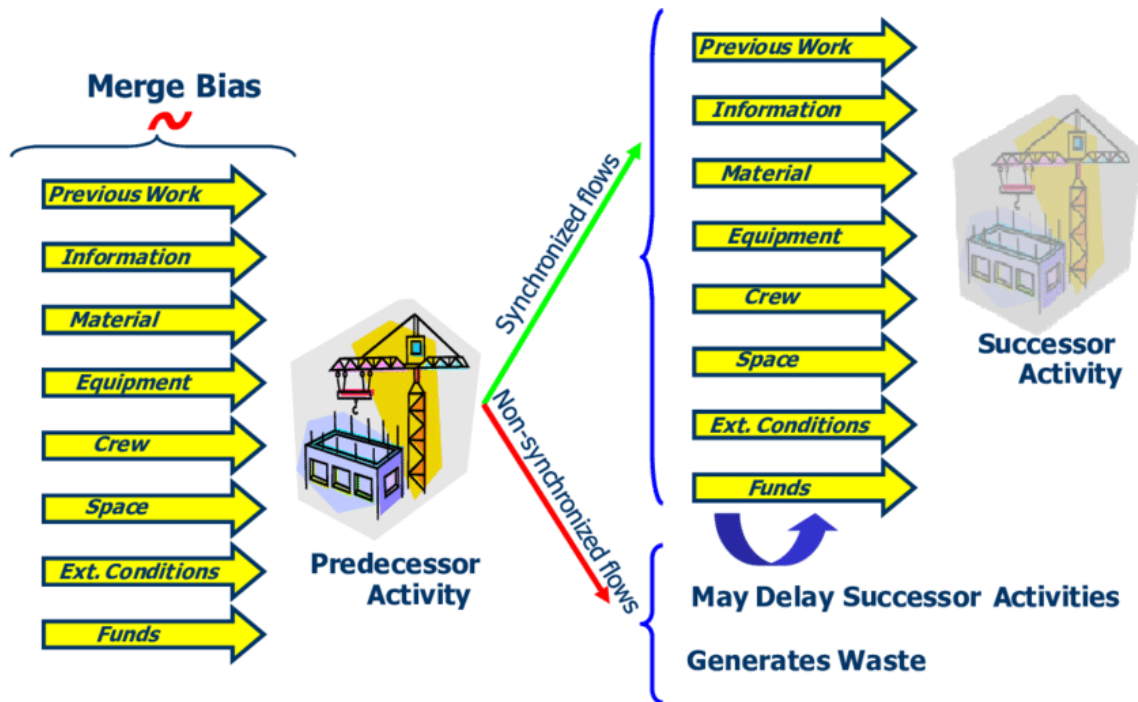 Merge Bias
Previous Work
Information
Material
Equipment
Crew
Space
Ext. Conditions
Funds
Predecessor
Activity
Synchronized flows
Non-synchronized flows
Previous Work
Information
Material
Equipment
Crew
Space
Ext. Conditions
Funds
Successor
Activity
May Delay Successor Activities
Generates Waste